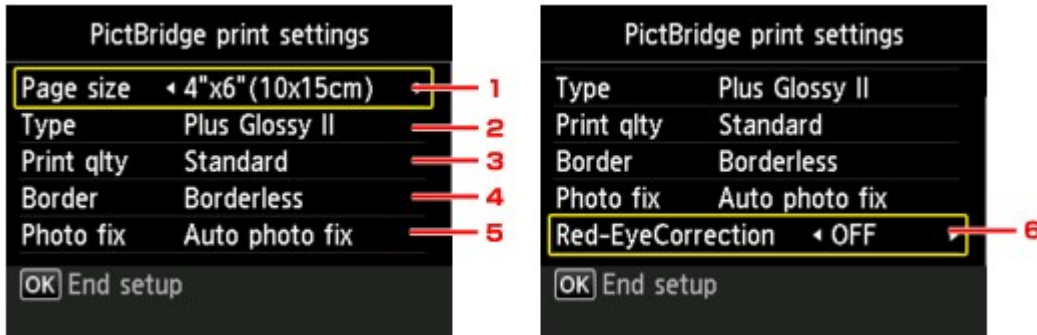 PictBridge print settings
Page size 4"x6"(10x15cm) 1
Type Plus Glossy II 2
Print qlty Standard 3
Border Borderless 4
Photo fix Auto photo fix 5
OK End setup
PictBridge print settings
Type Plus Glossy II
Print qlty Standard
Border Borderless
Photo fix Auto photo fix
Red-EyeCorrection OFF 6
OK End setup